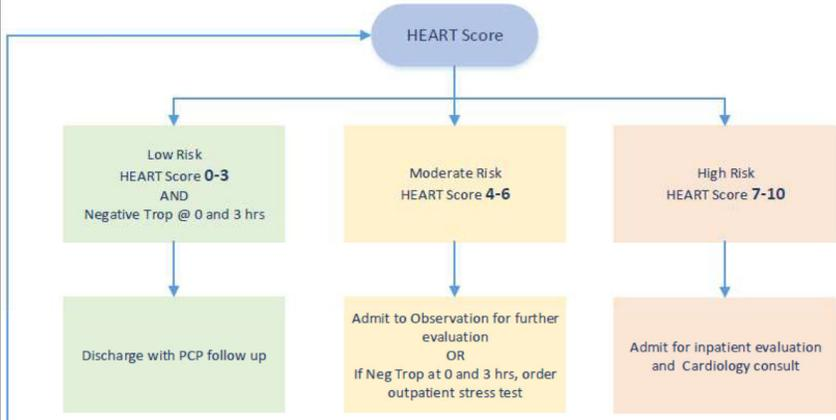 HEART Score
Low Risk
HEART Score 0-3
AND
Negative Trop @ 0 and 3 hrs
Moderate Risk
HEART Score 4-6
High Risk
HEART Score 7-10
Discharge with PCP follow up
Admit to Observation for further
evaluation
OR
If Neg Trop at 0 and 3 hrs, order
outpatient stress test
Admit for inpatient evaluation
and Cardiology consult